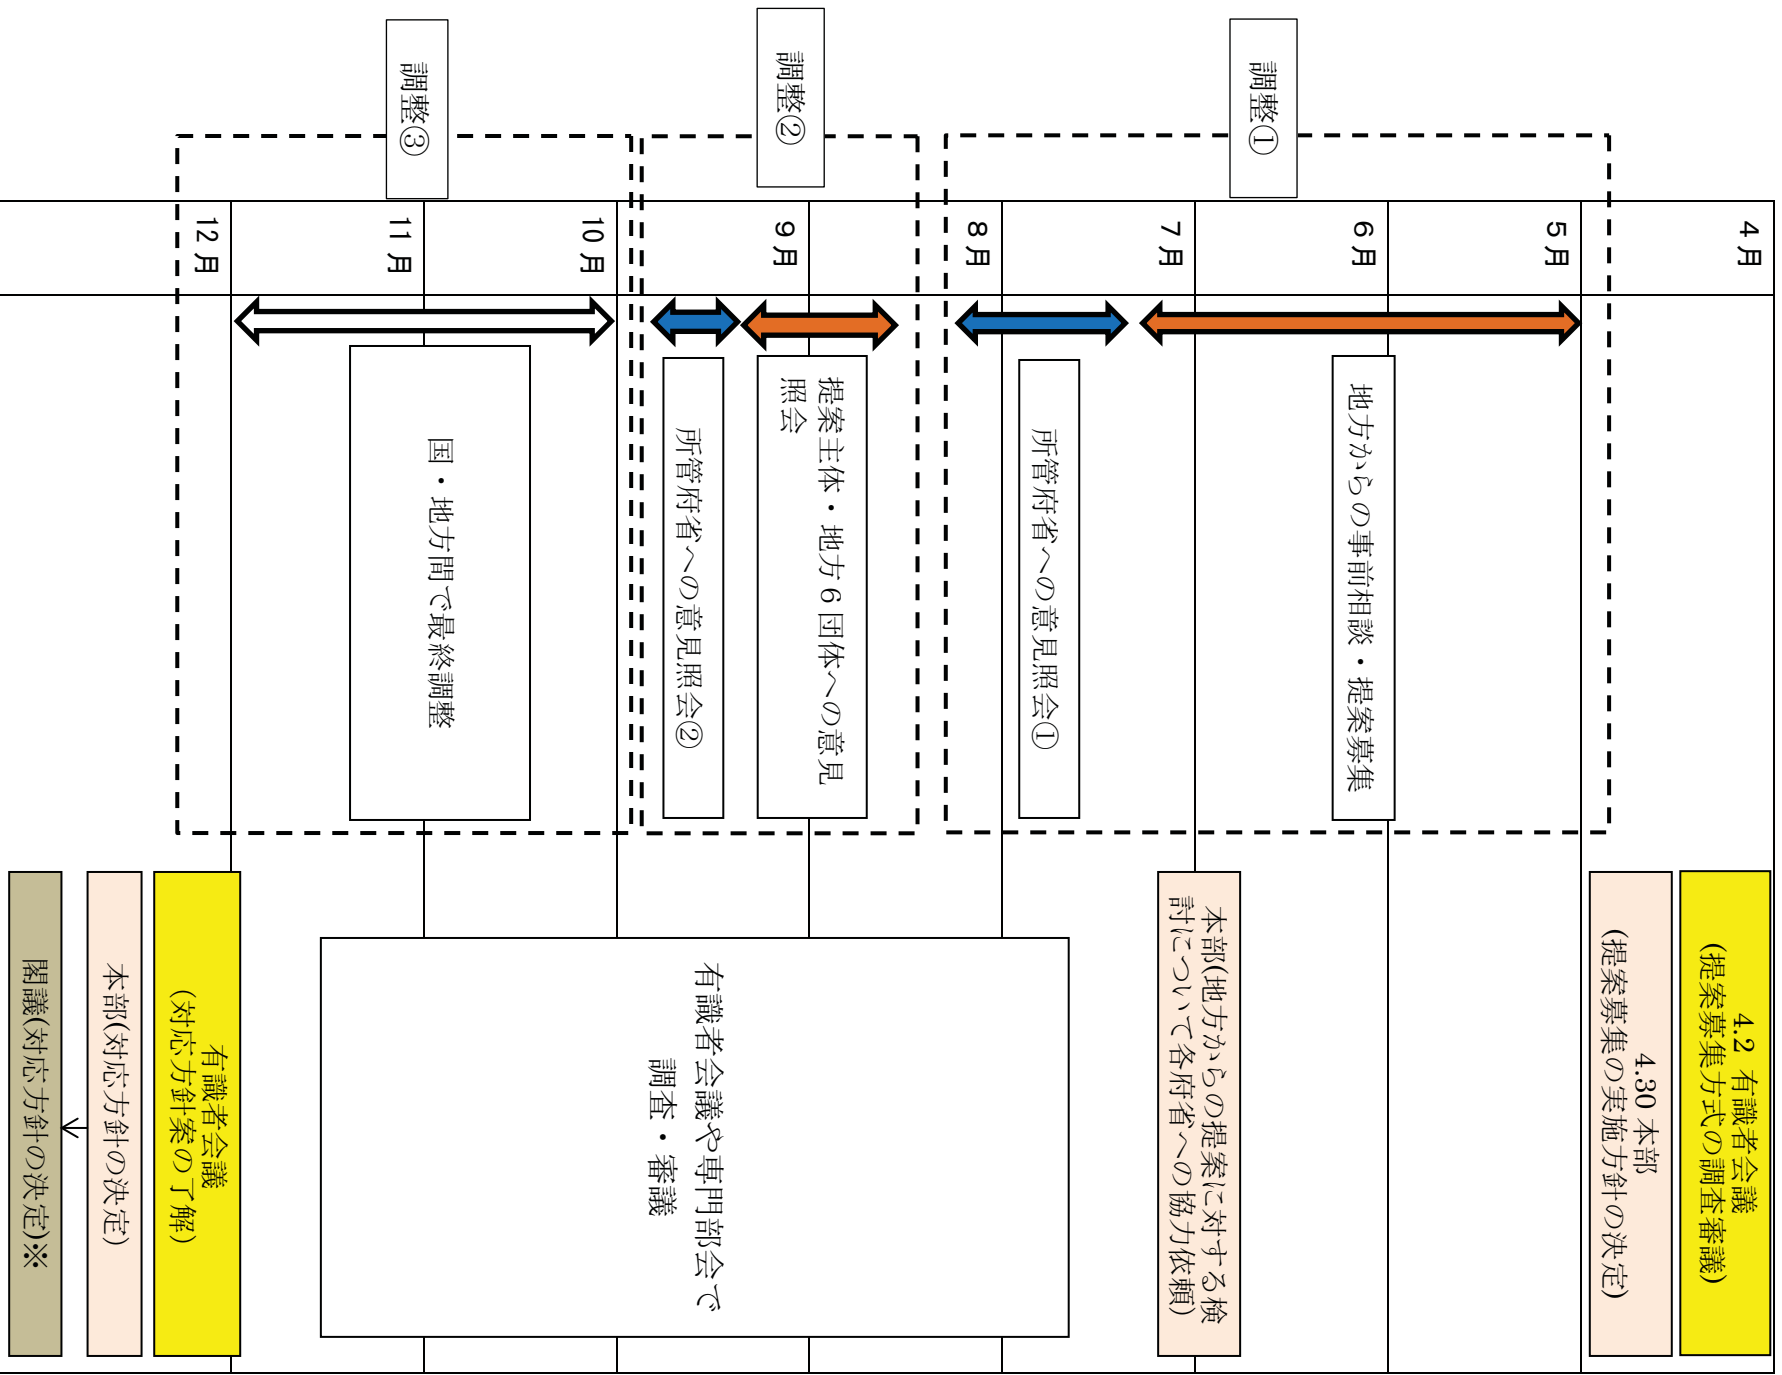 調整①
調整②
調整③
4月
5月
6月
7月
8月
9月
10月
11月
12月
地方からの事前相談・提案募集
所管府省への意見照会①
提案主体・地方6団体への意見
照会
所管府省への意見照会②
国・地方間で最終調整
4.2 有識者会議
(提案募集方式の調査審議)
4.30 本部
(提案募集の実施方針の決定)
本部(地方からの提案に対する検
討について各府省への協力依頼)
有識者会議や専門部会で
調査・審議
有識者会議
(対応方針案の了解)
本部(対応方針の決定)
閣議(対応方針の決定)※